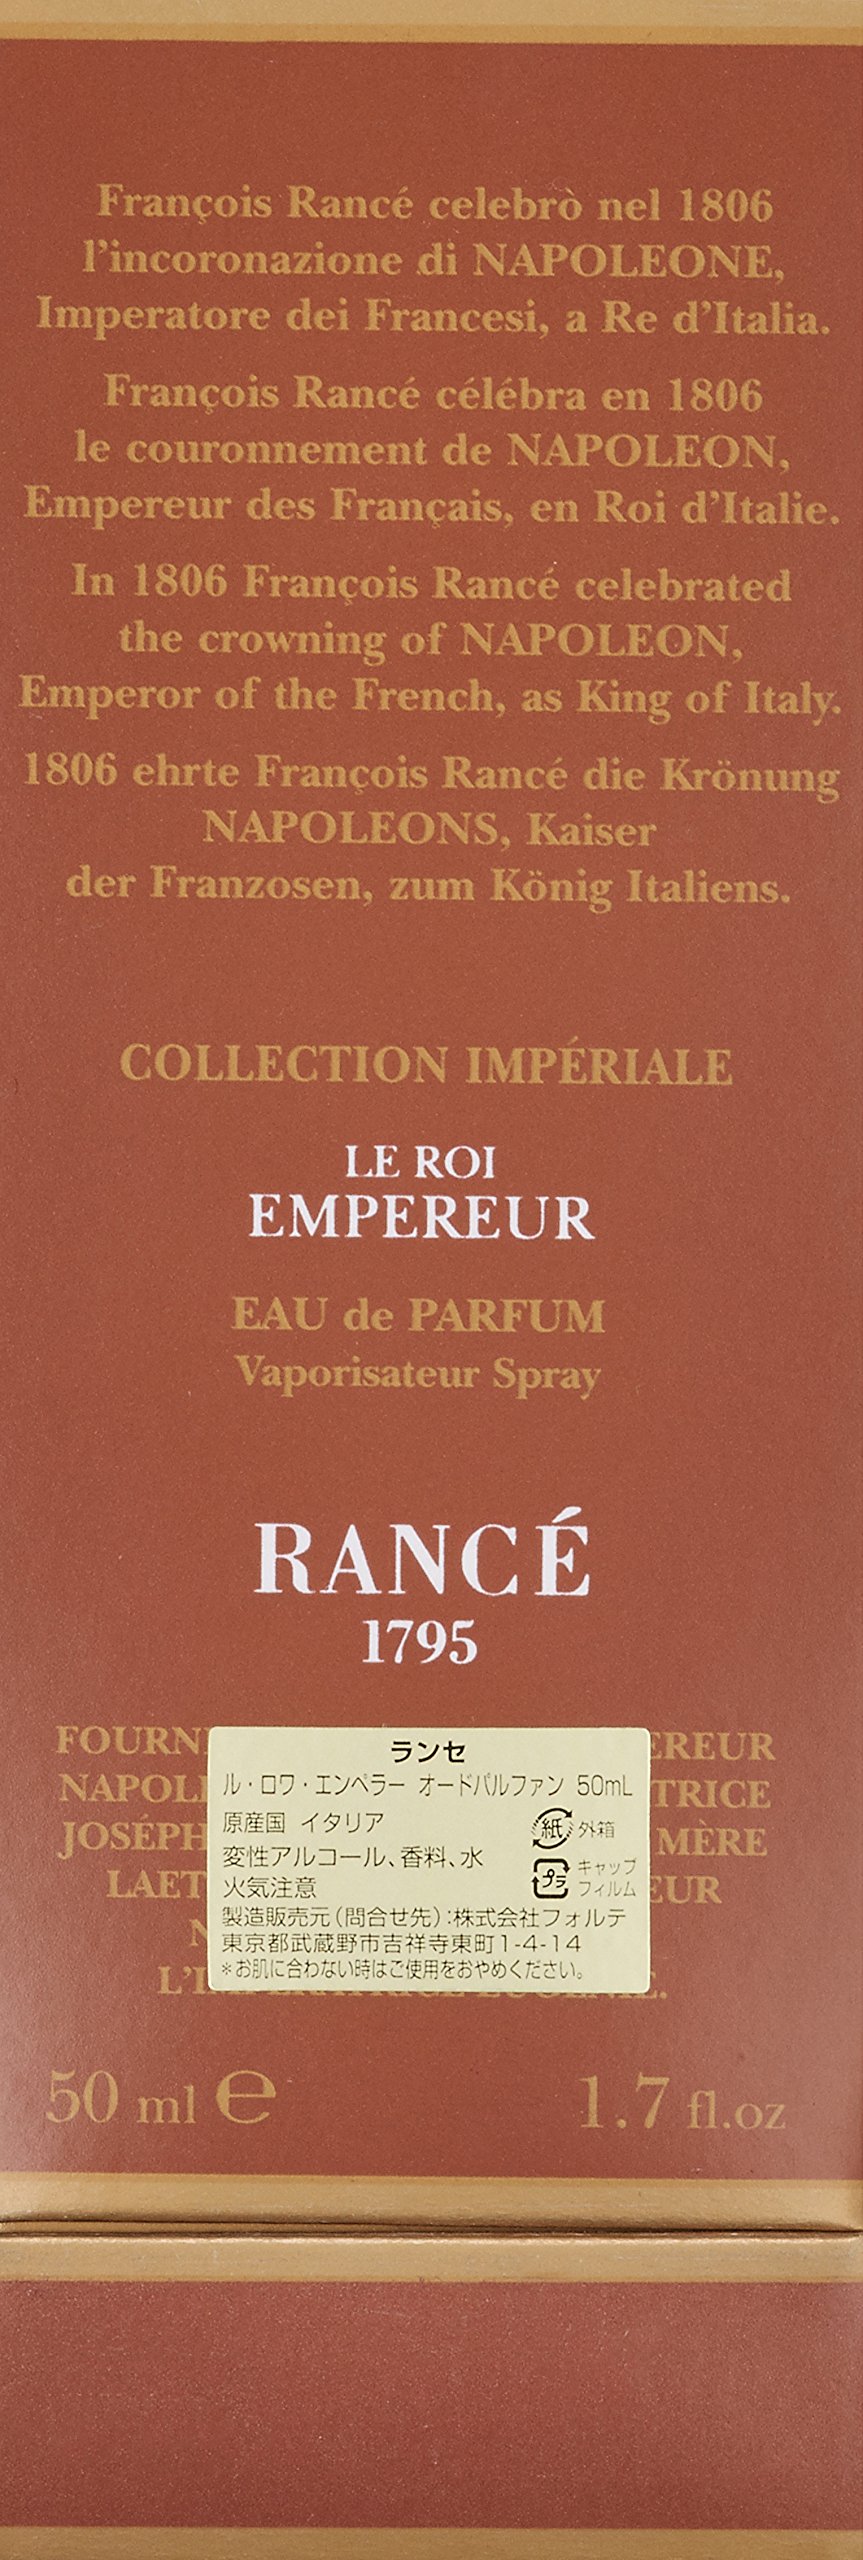 François Rancé celebrò nel 1806
l'incoronazione di NAPOLEONE,
Imperatore dei Francesi, a Re d'Italia.
François Rancé célébra en 1806
le couronnement de NAPOLEON,
Empereur des Français, en Roi d'Italie.
In 1806 François Rancé celebrated
the crowning of NAPOLEON,
Emperor of the French, as King of Italy.
1806 ehrte François Rancé die Krönung
NAPOLEONS, Kaiser
der Franzosen, zum König Italiens.
COLLECTION IMPÉRIALE
LE ROI
EMPEREUR
EAU de PARFUM
Vaporisateur Spray
RANCÉ
1795
MÈRE
ランセ
ル・ロワ・エンペラー オードパルファン 50mL
原産国 イタリア
紙 外箱
変性アルコール、香料、水
プラ キャップ
フィルム
火気注意
製造販売元(問合せ先):株式会社フォルテ
東京都武蔵野市吉祥寺東町1-4-14
*お肌に合わない時はご使用をおやめください。
50 ml ℮ 1.7 fl.oz